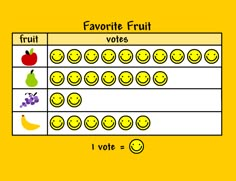 Favorite Fruit
fruit votes
1 vote =